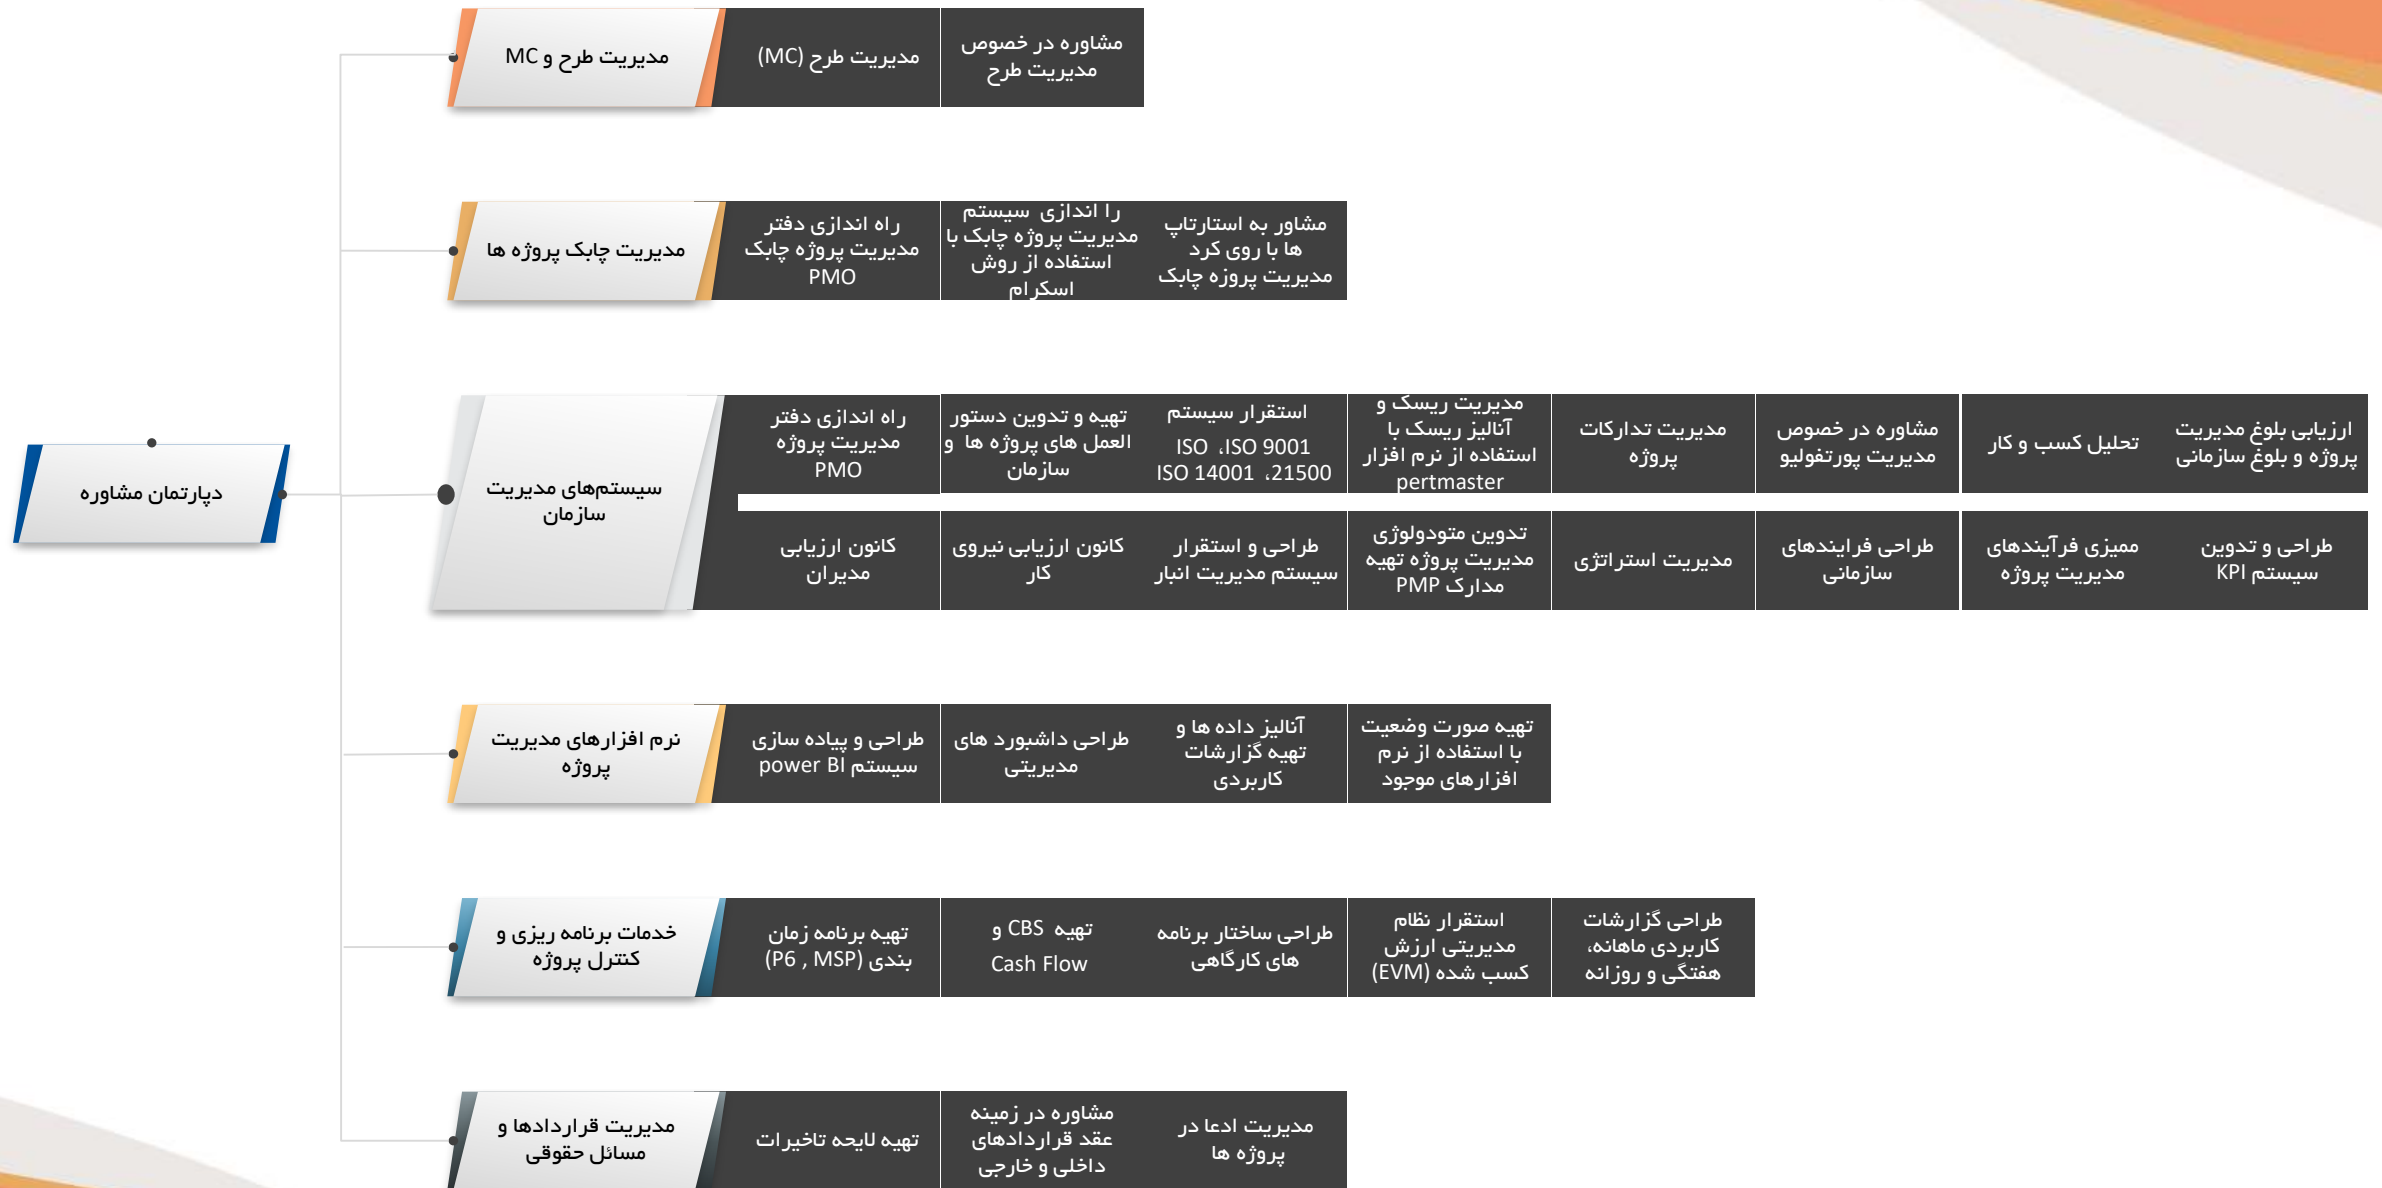 دپارتمان مشاوره
مدیریت طرح و MC
مدیریت طرح (MC)
مشاوره در خصوص
مدیریت طرح
مدیریت چابک پروژه ها
راه اندازی دفتر
مدیریت پروژه چابک
PMO
را اندازی سیستم
مدیریت پروژه چابک با
استفاده از روش
اسکرام
مشاور به استارتاپ
ها با روی کرد
مدیریت پروزه چابک
سیستم‌های مدیریت
سازمان
راه اندازی دفتر
مدیریت پروژه
PMO
تهیه و تدوین دستور
العمل های پروژه ها و
سازمان
استقرار سیستم
ISO 9001، ISO
21500، ISO 14001
مدیریت ریسک و
آنالیز ریسک با
استفاده از نرم افزار
pertmaster
مدیریت تدارکات
پروژه
مشاوره در خصوص
مدیریت پورتفولیو
تحلیل کسب و کار
ارزیابی بلوغ مدیریت
پروژه و بلوغ سازمانی
کانون ارزیابی
مدیران
کانون ارزیابی نیروی
کار
طراحی و استقرار
سیستم مدیریت انبار
تدوین متودولوژی
مدیریت پروژه تهیه
مدارک PMP
مدیریت استراتژی
طراحی فرایندهای
سازمانی
ممیزی فرآیندهای
مدیریت پروژه
طراحی و تدوین
سیستم KPI
نرم افزارهای مدیریت
پروژه
طراحی و پیاده سازی
سیستم power BI
طراحی داشبورد های
مدیریتی
آنالیز داده ها و
تهیه گزارشات
کاربردی
تهیه صورت وضعیت
با استفاده از نرم
افزارهای موجود
خدمات برنامه ریزی و
کنترل پروژه
تهیه برنامه زمان
بندی (P6 , MSP)
تهیه CBS و
Cash Flow
طراحی ساختار برنامه
های کارگاهی
استقرار نظام
مدیریتی ارزش
کسب شده (EVM)
طراحی گزارشات
کاربردی ماهانه،
هفتگی و روزانه
مدیریت قراردادها و
مسائل حقوقی
تهیه لایحه تاخیرات
مشاوره در زمینه
عقد قراردادهای
داخلی و خارجی
مدیریت ادعا در
پروژه ها